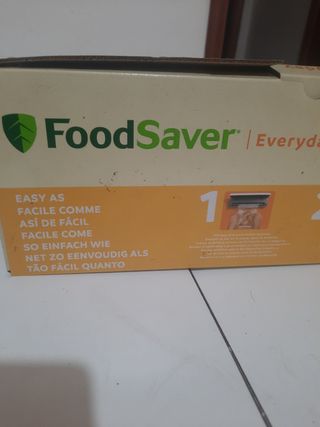 FoodSaver® | Everyda
EASY AS
FACILE COMME
ASÍ DE FÁCIL
FACILE COME
SO EINFACH WIE
NET ZO EENVOUDIG ALS
TÃO FÁCIL QUANTO
1
2